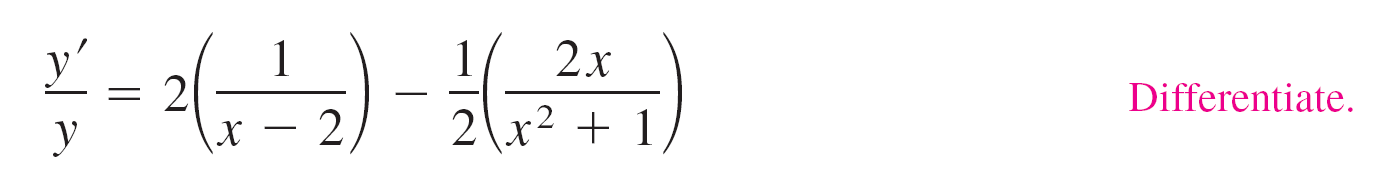 y′/y = 2(1/(x − 2)) − 1/2(2x/(x² + 1)) Differentiate.